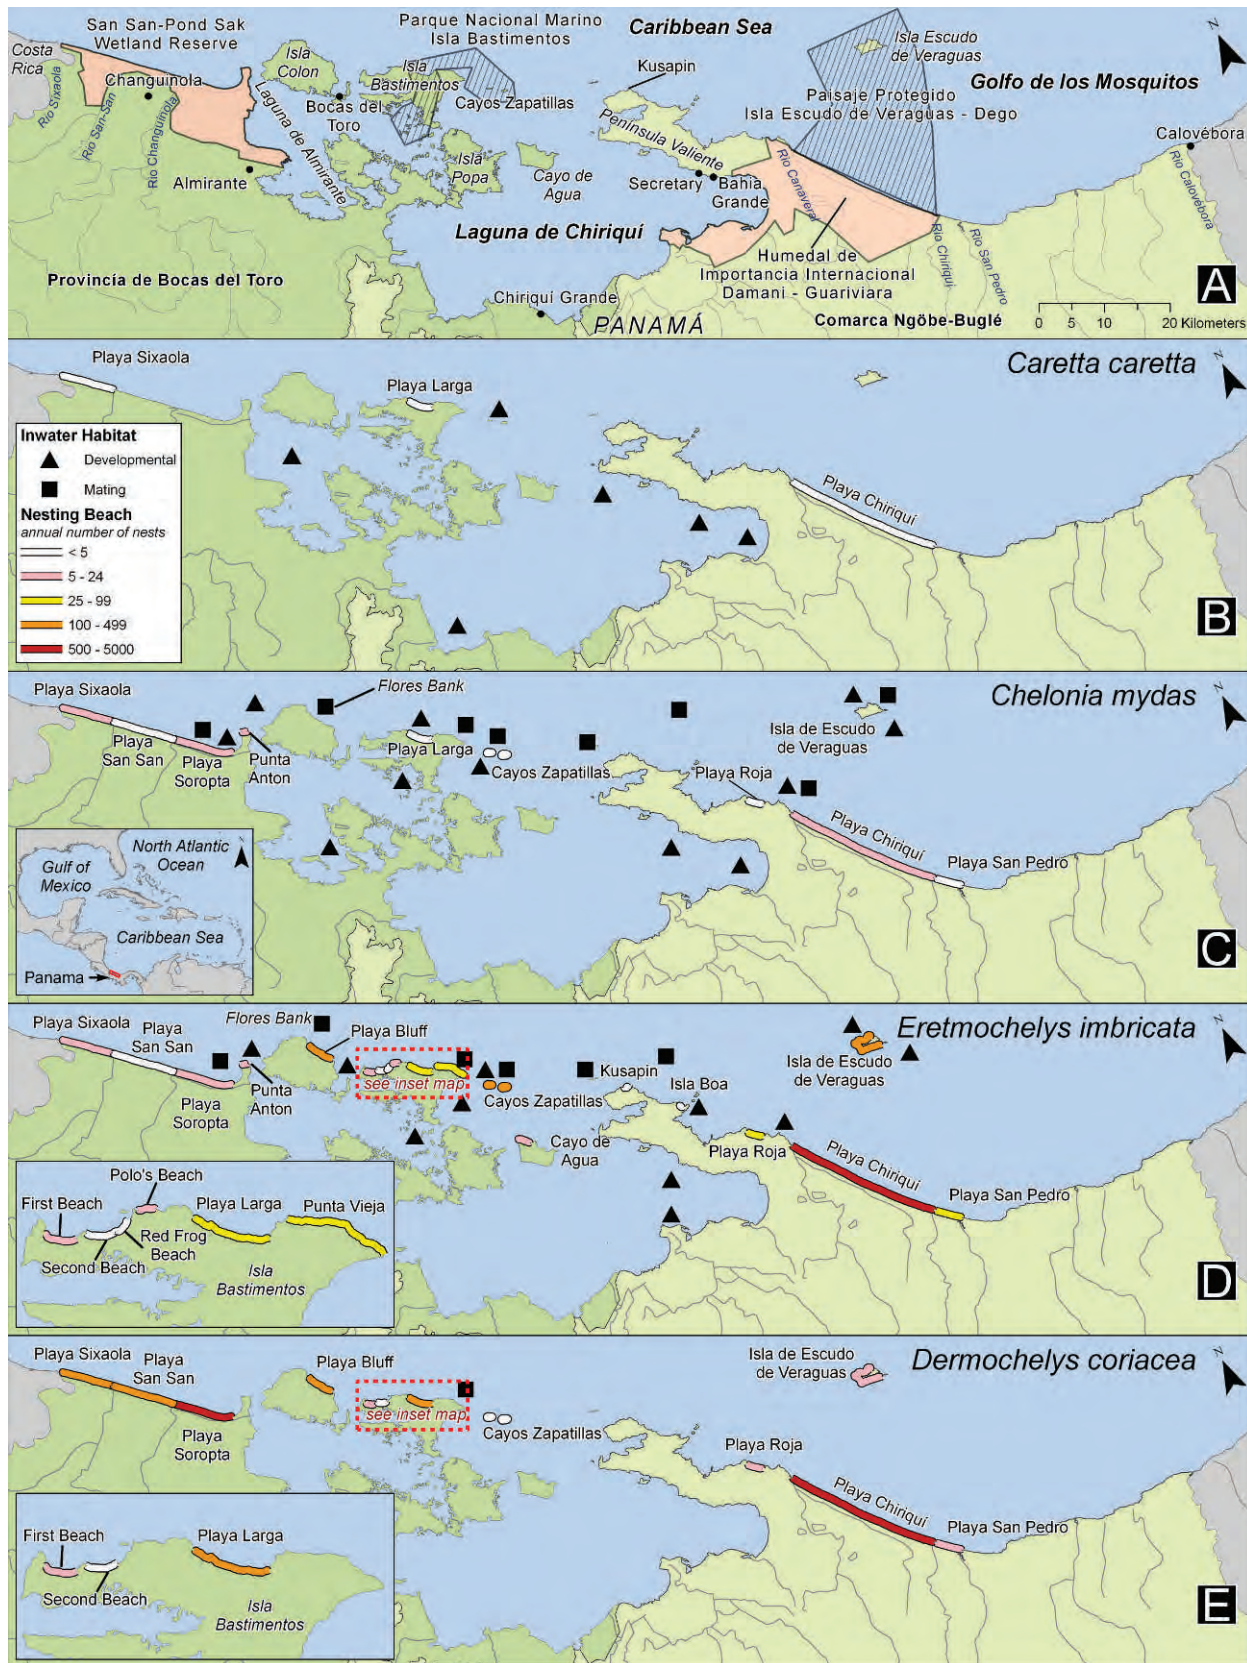 Costa
Rica
San San-Pond Sak
Wetland Reserve
Changuinola
Rio Sixaola
Rio San-San
Rio Changuinola
Almirante
Laguna de Almirante
Isla
Colon
Bocas del
Toro
Parque Nacional Marino
Isla Bastimentos
Isla
Bastimentos
Cayos Zapatillas
Isla
Popa
Cayo de
Agua
Caribbean Sea
Kusapin
Peninsula Valiente
Secretary
Bahia
Grande
Isla Escudo
de Veraguas
Golfo de los Mosquitos
Paisaje Protegido
Isla Escudo de Veraguas - Dego
Calovébora
Rio Calovébora
Rio Canaveral
Rio Chiriqui
Rio San Pedro
Laguna de Chiriquí
Humedal de
Importancia Internacional
Damani - Guariviara
Provincía de Bocas del Toro
Chiriquí Grande
PANAMÁ
Comarca Ngöbe-Buglé
0 5 10 20 Kilometers
N
A
Playa Sixaola
Playa Larga
Playa Chiriquí
Caretta caretta
N
Inwater Habitat
Developmental
Mating
Nesting Beach
annual number of nests
< 5
5 - 24
25 - 99
100 - 499
500 - 5000
B
Playa Sixaola
Playa
San San
Playa
Soropta
Punta
Anton
Flores Bank
Playa Larga
Cayos Zapatillas
Playa Roja
Isla de Escudo
de Veraguas
Playa Chiriquí
Playa San Pedro
Chelonia mydas
N
Gulf of
Mexico
North Atlantic
Ocean
N
Caribbean Sea
Panama
C
Playa Sixaola
Playa
San San
Playa
Soropta
Punta
Anton
Flores Bank
Playa Bluff
see inset map
Cayos Zapatillas
Cayo de
Agua
Kusapin
Isla Boa
Playa Roja
Playa Chiriquí
Playa San Pedro
Isla de Escudo
de Veraguas
Eretmochelys imbricata
N
First Beach
Second Beach
Polo's Beach
Red Frog
Beach
Playa Larga
Punta Vieja
Isla
Bastimentos
D
Playa Sixaola
Playa
San San
Playa
Soropta
Playa Bluff
see inset map
Cayos Zapatillas
Playa Roja
Playa Chiriquí
Playa San Pedro
Isla de Escudo
de Veraguas
Dermochelys coriacea
N
First Beach
Second Beach
Playa Larga
Isla
Bastimentos
E